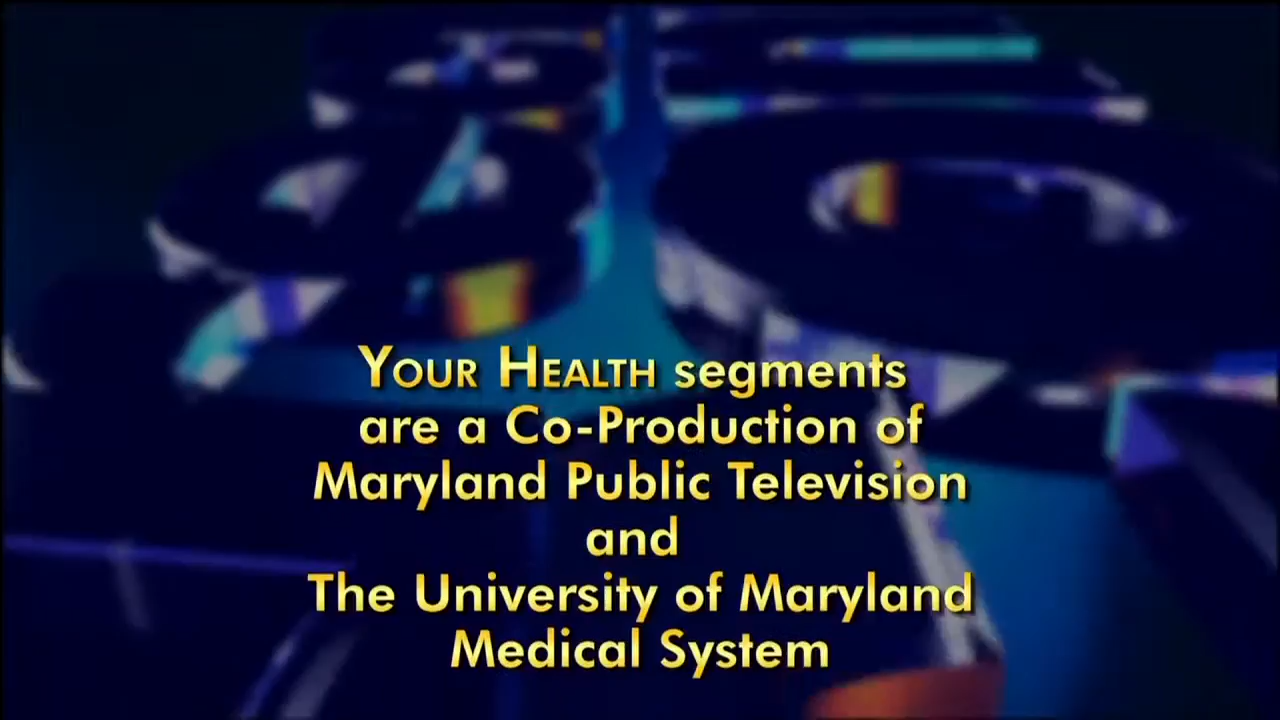 YOUR HEALTH segments
are a Co-Production of
Maryland Public Television
and
The University of Maryland
Medical System